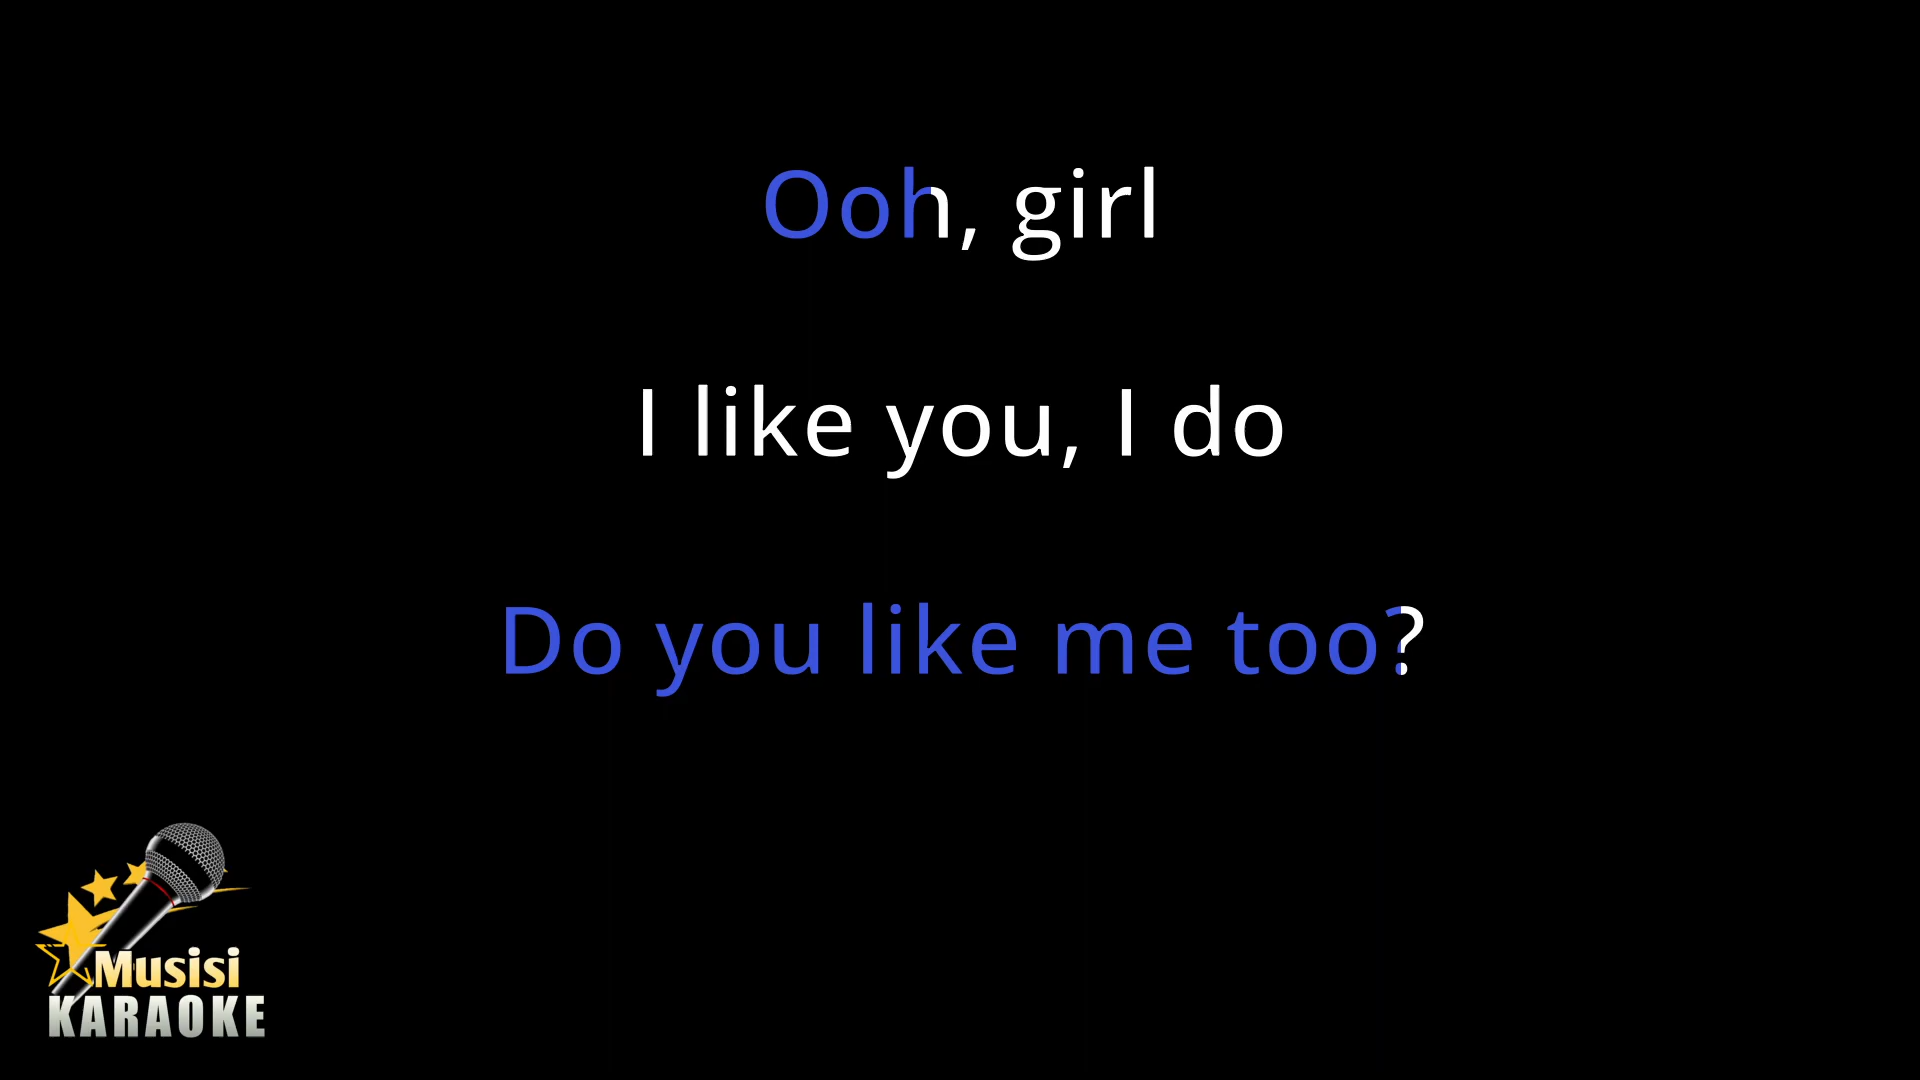 Ooh, girl
I like you, I do
Do you like me too?
Musisi
KARAOKE